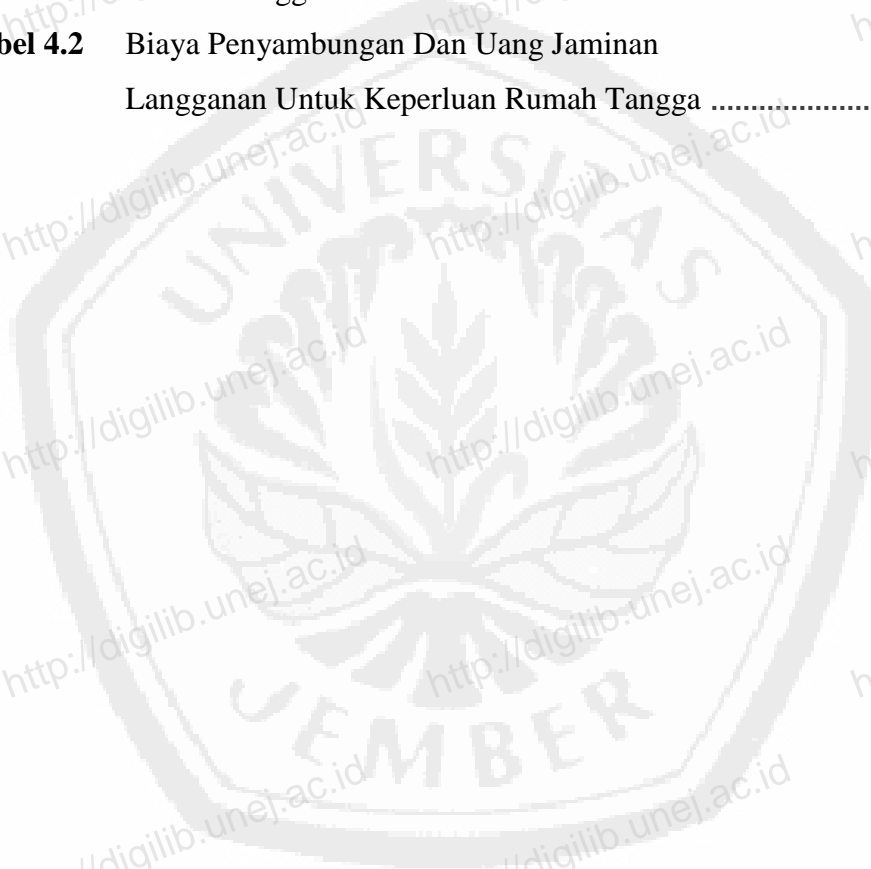 bel 4.2 Biaya Penyambungan Dan Uang Jaminan
Langganan Untuk Keperluan Rumah Tangga ....................
http://digilib.unej.ac.id http://digilib.unej.ac.id
UNIVERSITAS
http://digilib.unej.ac.id http://digilib.unej.ac.id
http://digilib.unej.ac.id http://digilib.unej.ac.id
JEMBER
http://digilib.unej.ac.id http://digilib.unej.ac.id